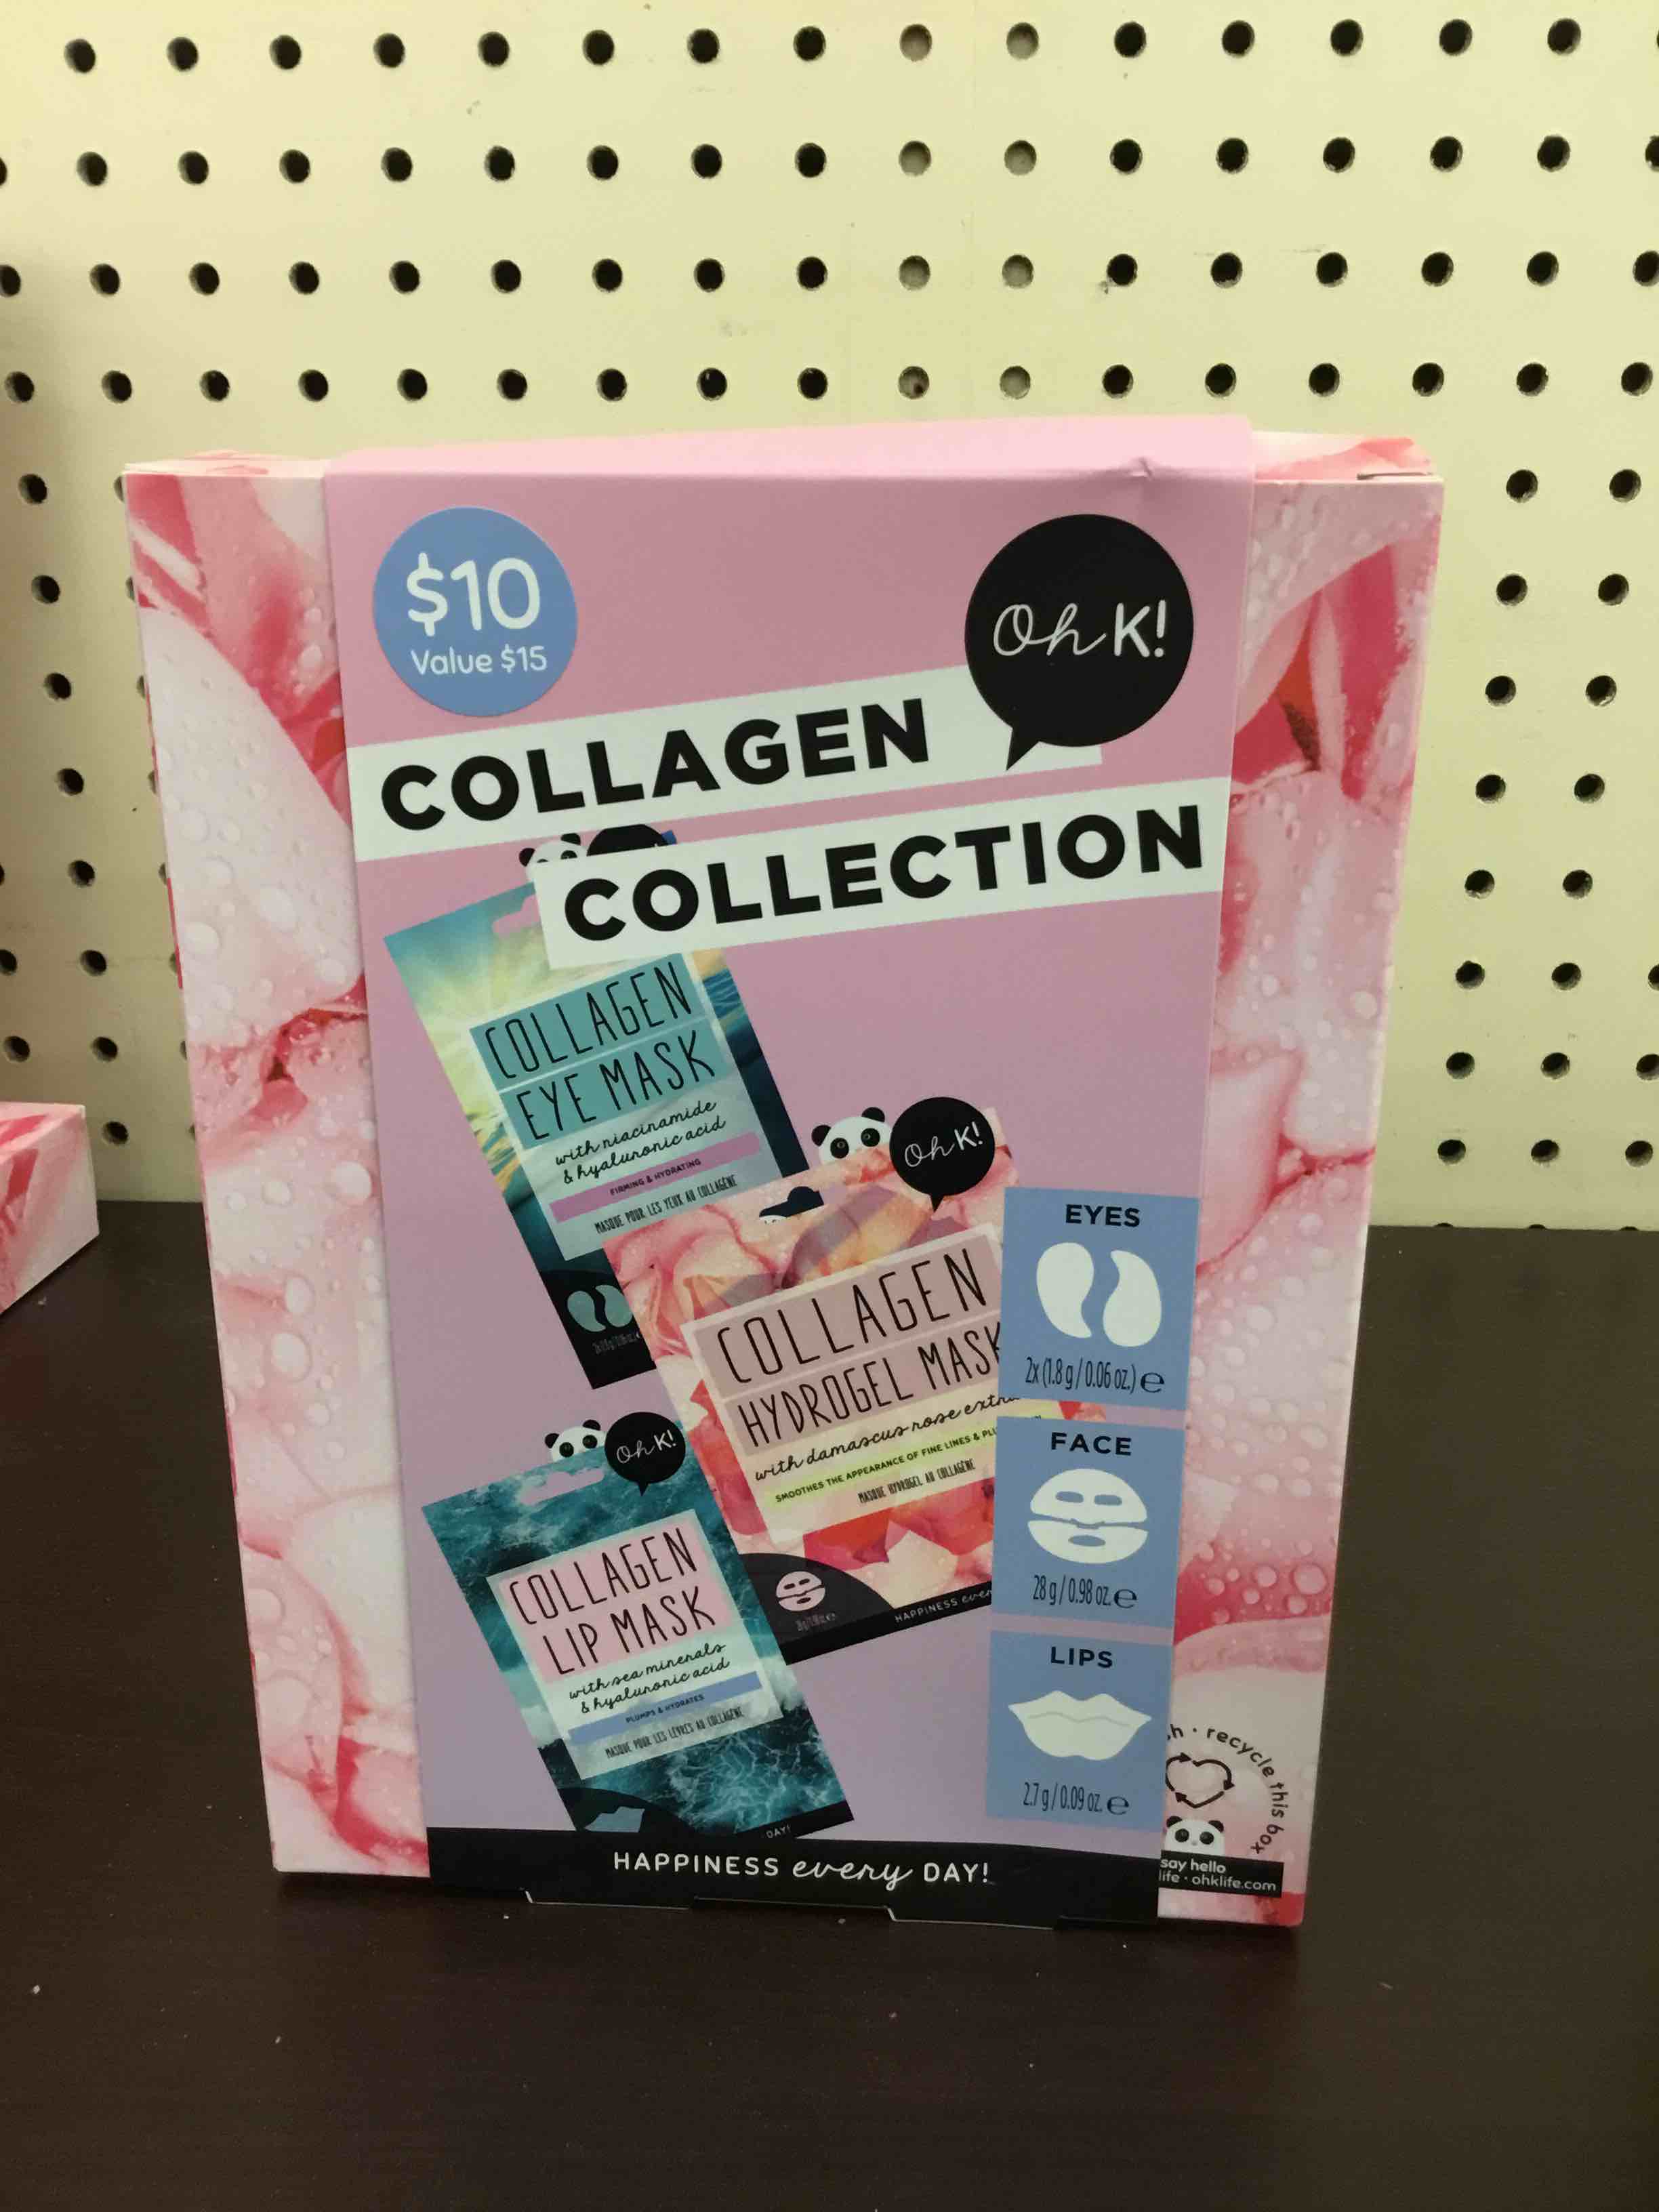 $10
Value $15
Oh K!
COLLAGEN
COLLECTION
COLLAGEN
EYE MASK
with niacinamide
& hyaluronic acid
FIRMING & HYDRATING
MASQUE POUR LES YEUX AU COLLAGÈNE
Oh K!
COLLAGEN
HYDROGEL MASK
with damascus rose
SMOOTHES THE APPEARANCE OF FINE LINES &
MASQUE HYDROGEL AU COLLAGÈNE
HAPPINESS
Oh K!
COLLAGEN
LIP MASK
with sea minerals
& hyaluronic acid
PLUMPS & HYDRATES
MASQUE POUR LES LÈVRES AU COLLAGÈNE
DAY!
EYES
2x (1.8 g / 0.06 oz.) e
FACE
28 g / 0.98 oz. e
LIPS
2.7 g / 0.09 oz. e
HAPPINESS every DAY!
· recycle this box
say hello
life · ohklife.com